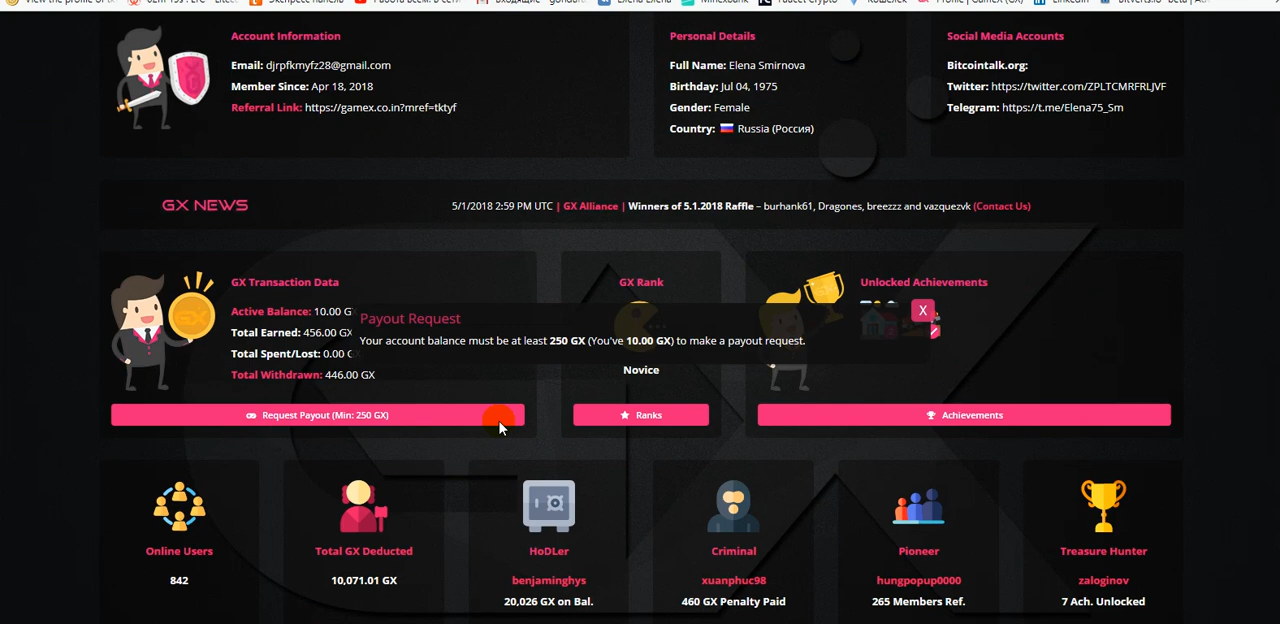 Account Information
Email: djrpfkmyfz28@gmail.com
Member Since: Apr 18, 2018
Referral Link: https://gamex.co.in?mref=tktyf
Personal Details
Full Name: Elena Smirnova
Birthday: Jul 04, 1975
Gender: Female
Country: Russia (Россия)
Social Media Accounts
Bitcointalk.org:
Twitter: https://twitter.com/ZPLTCMRFRLJVF
Telegram: https://t.me/Elena75_Sm
GX NEWS
5/1/2018 2:59 PM UTC | GX Alliance | Winners of 5.1.2018 Raffle – burhank61, Dragones, breezzz and vazquezvk (Contact Us)
GX Transaction Data
Active Balance: 10.00 G
Total Earned: 456.00 GX
Total Spent/Lost: 0.00
Total Withdrawn: 446.00 GX
Request Payout (Min: 250 GX)
GX Rank
Novice
Ranks
Unlocked Achievements
Achievements
Payout Request
X
Your account balance must be at least 250 GX (You've 10.00 GX) to make a payout request.
Online Users
842
Total GX Deducted
10,071.01 GX
HoDLer
benjaminghys
20,026 GX on Bal.
Criminal
xuanphuc98
460 GX Penalty Paid
Pioneer
hungpopup0000
265 Members Ref.
Treasure Hunter
zaloginov
7 Ach. Unlocked